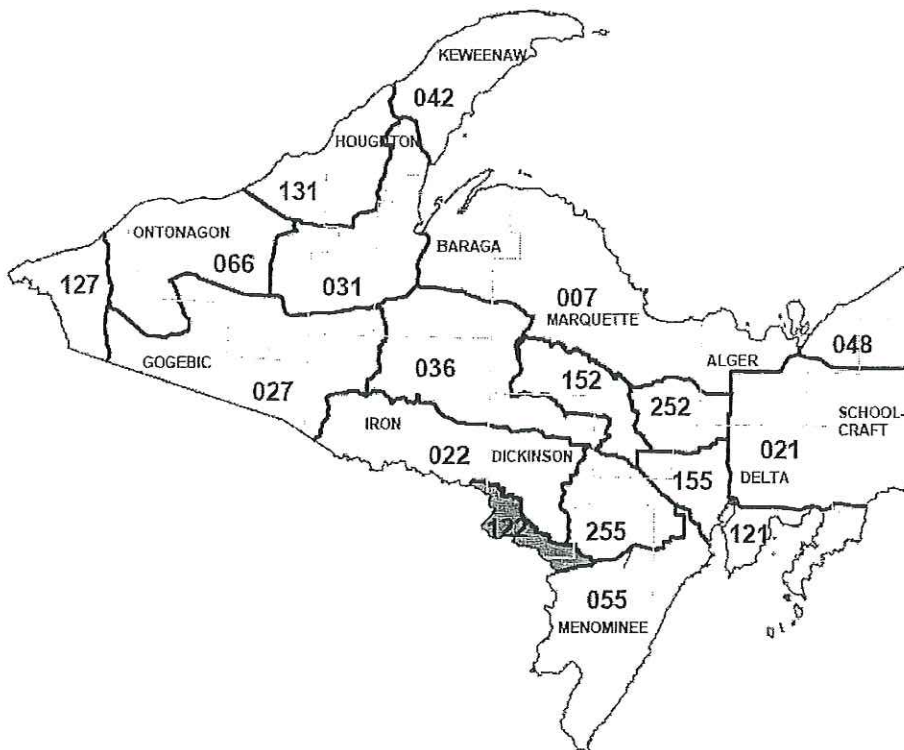 KEWEENAW
042
HOUGHTON
131
ONTONAGON
BARAGA
066
127
031
007
MARQUETTE
048
GOGEBIC
036
ALGER
152
027
252
SCHOOL-
CRAFT
IRON
022
DICKINSON
021
155
DELTA
122
255
121
055
MENOMINEE